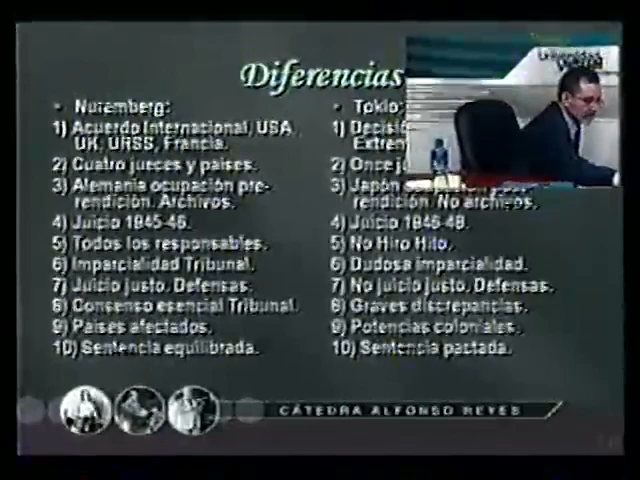 Diferencias
Universidad
• Nuremberg:
1) Acuerdo Internacional, USA
UK, URSS, Francia.
2) Cuatro jueces y países.
3) Alemania ocupación pre-
rendición. Archivos.
4) Juicio 1945-46.
5) Todos los responsables.
6) Imparcialidad Tribunal.
7) Juicio justo. Defensas.
8) Consenso esencial Tribunal.
9) Países afectados.
10) Sentencia equilibrada.
• Tokio:
1)
2) Once
3) Japón
rendición. No archivos.
4) Juicio 1946-48.
5) No Hiro Hito.
6) Dudosa imparcialidad.
7) No juicio justo. Defensas.
8) Graves discrepancias.
9) Potencias coloniales.
10) Sentencia pactada.
CÁTEDRA ALFONSO REYES